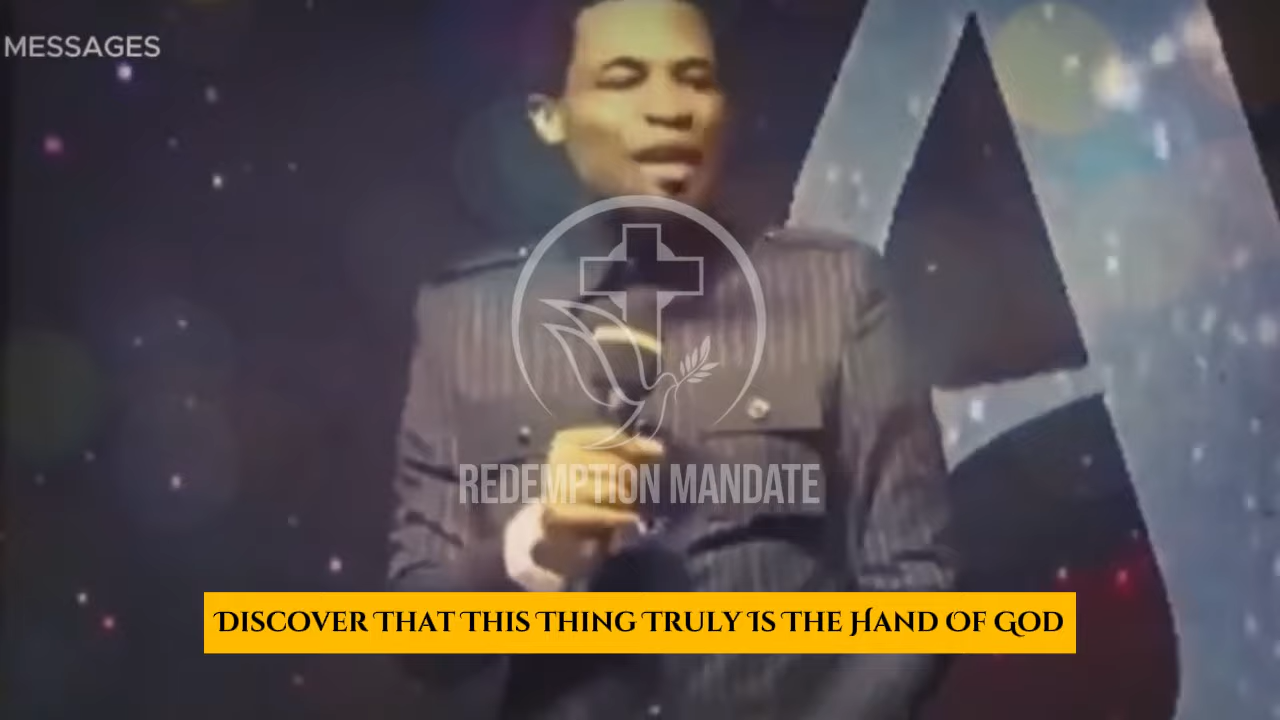 MESSAGES
REDEMPTION MANDATE
DISCOVER THAT THIS THING TRULY IS THE HAND OF GOD